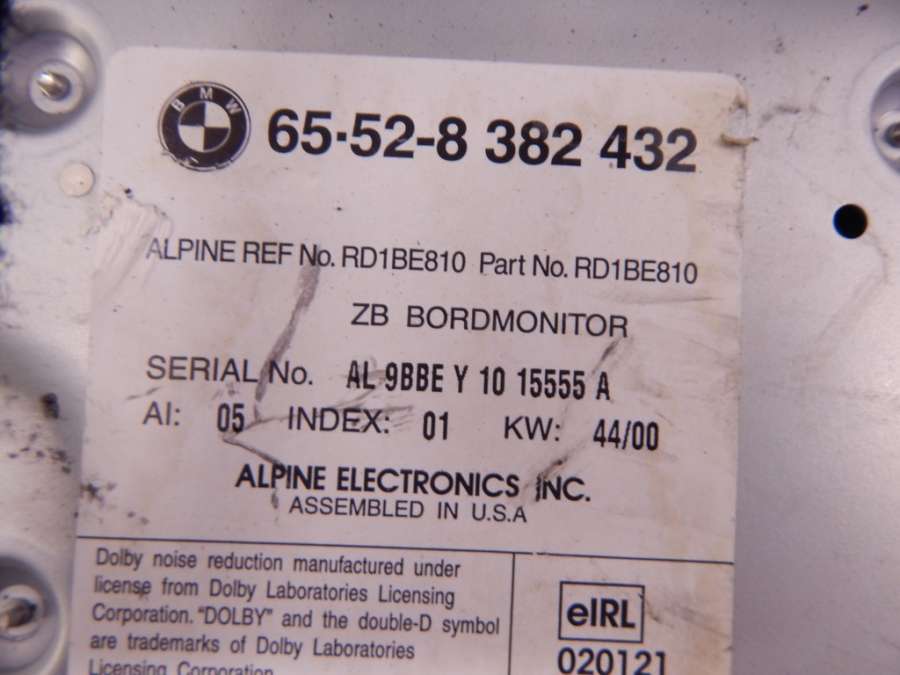 BMW
65-52-8 382 432
ALPINE REF No. RD1BE810 Part No. RD1BE810
ZB BORDMONITOR
SERIAL No. AL 9BBE Y 10 15555 A
AI: 05 INDEX: 01 KW: 44/00
ALPINE ELECTRONICS INC.
ASSEMBLED IN U.S.A
Dolby noise reduction manufactured under
license from Dolby Laboratories Licensing
Corporation. "DOLBY" and the double-D symbol
are trademarks of Dolby Laboratories
Licensing Corporation.
eIRL
020121